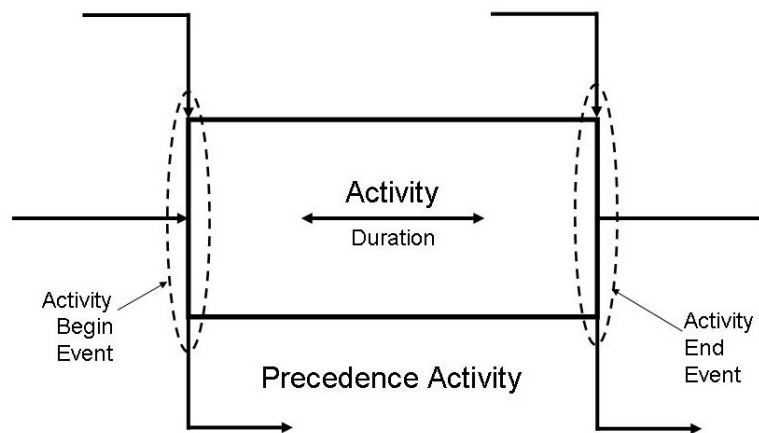 Activity
Duration
Activity
Begin
Event
Activity
End
Event
Precedence Activity